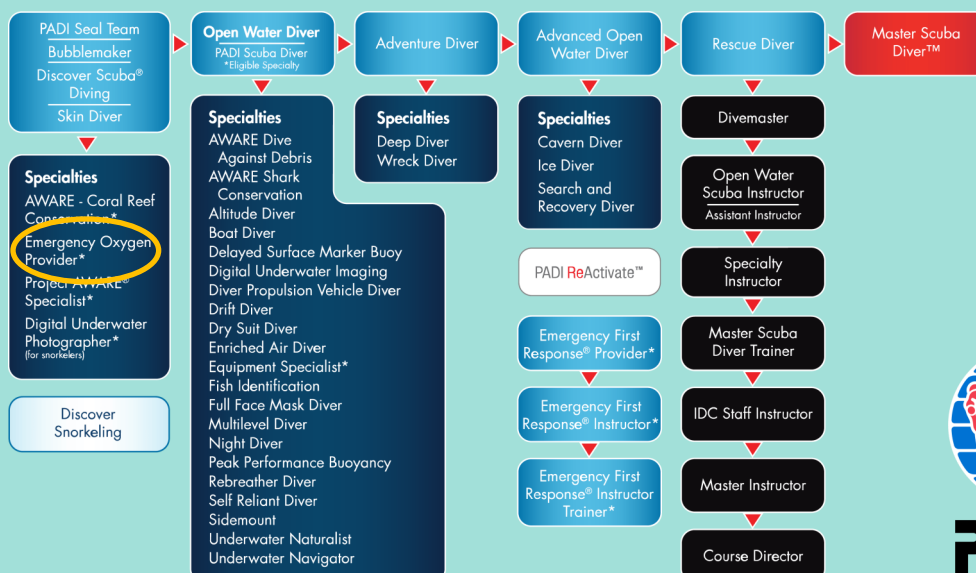 PADI Seal Team
Bubblemaker
Discover Scuba®
Diving
Skin Diver
Specialties
AWARE - Coral Reef
Conservation*
Emergency Oxygen
Provider*
Project AWARE®
Specialist*
Digital Underwater
Photographer*
(for snorkelers)
Discover
Snorkeling
Open Water Diver
PADI Scuba Diver
*Eligible Specialty
Specialties
AWARE Dive
Against Debris
AWARE Shark
Conservation
Altitude Diver
Boat Diver
Delayed Surface Marker Buoy
Digital Underwater Imaging
Diver Propulsion Vehicle Diver
Drift Diver
Dry Suit Diver
Enriched Air Diver
Equipment Specialist*
Fish Identification
Full Face Mask Diver
Multilevel Diver
Night Diver
Peak Performance Buoyancy
Rebreather Diver
Self Reliant Diver
Sidemount
Underwater Naturalist
Underwater Navigator
Adventure Diver
Specialties
Deep Diver
Wreck Diver
Advanced Open
Water Diver
Specialties
Cavern Diver
Ice Diver
Search and
Recovery Diver
PADI ReActivate™
Emergency First
Response® Provider*
Emergency First
Response® Instructor*
Emergency First
Response® Instructor
Trainer*
Rescue Diver
Divemaster
Open Water
Scuba Instructor
Assistant Instructor
Specialty
Instructor
Master Scuba
Diver Trainer
IDC Staff Instructor
Master Instructor
Course Director
Master Scuba
Diver™